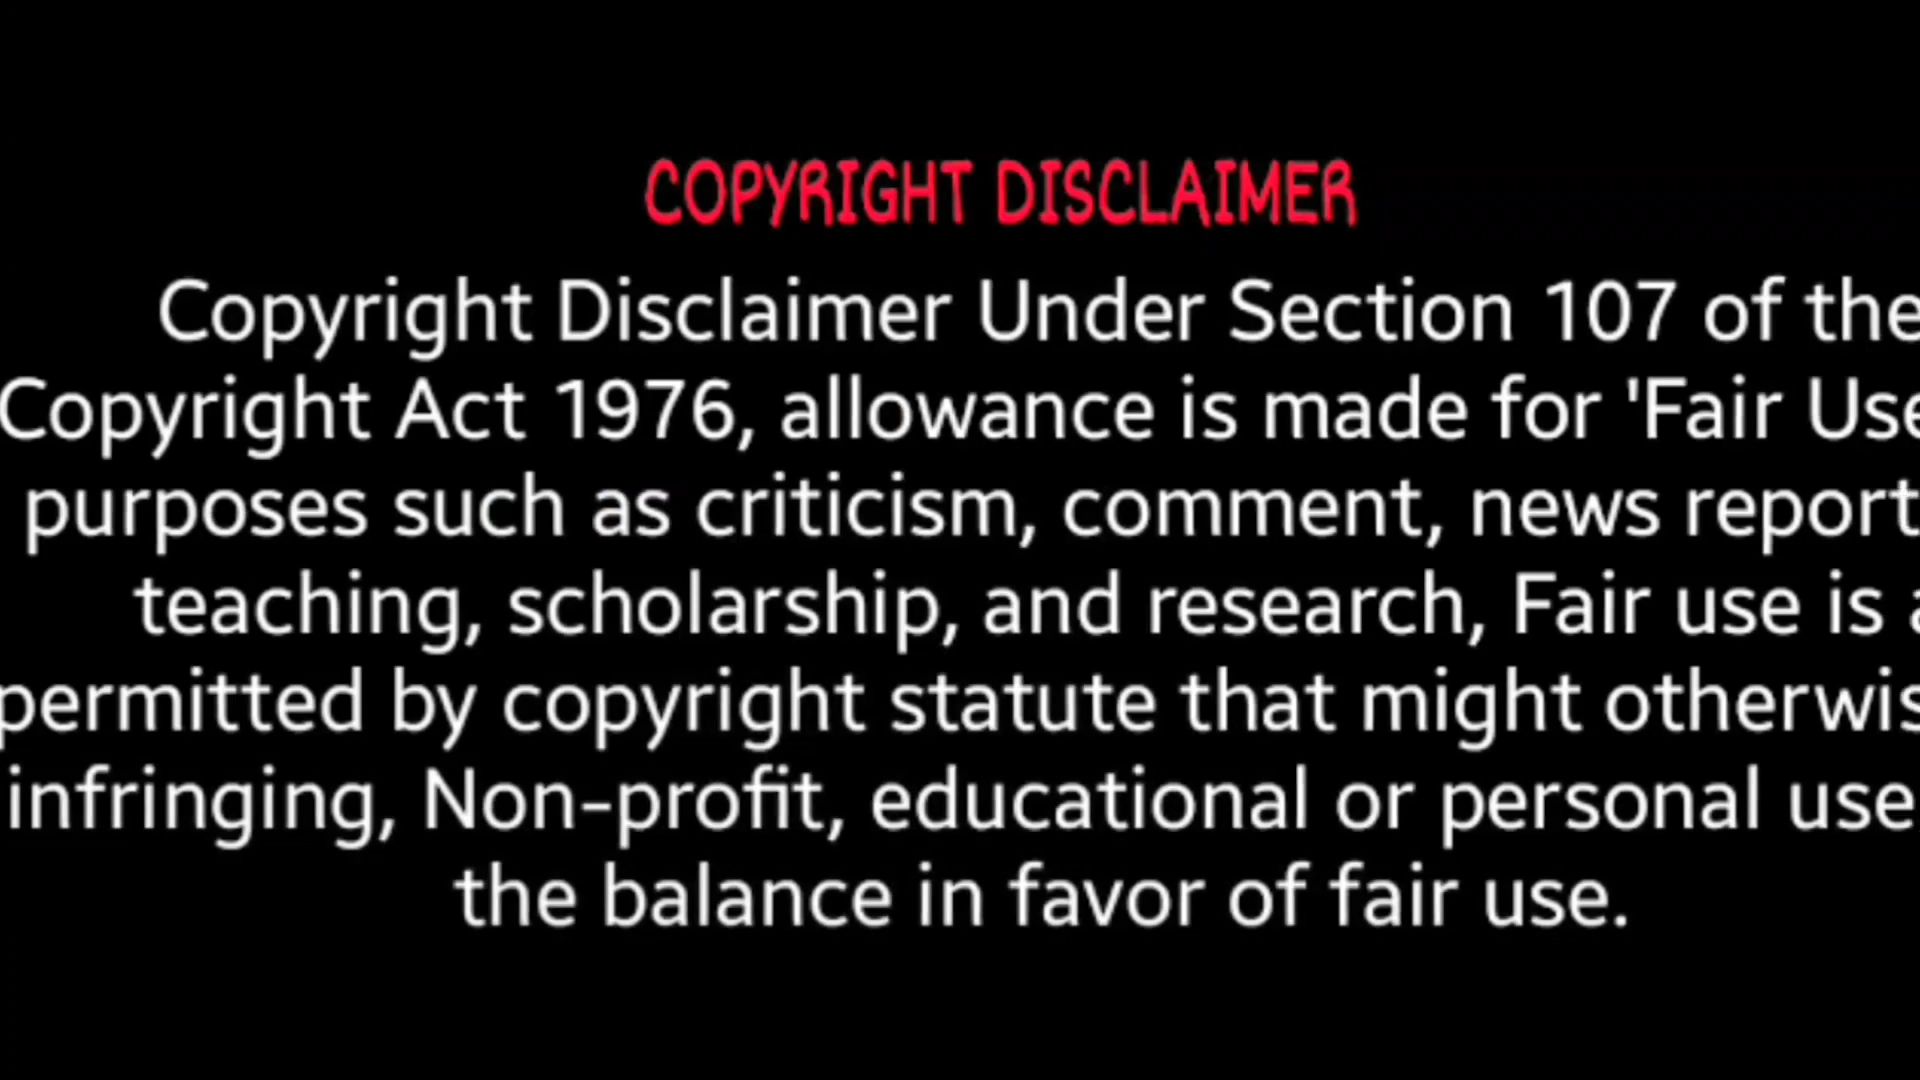 COPYRIGHT DISCLAIMER
Copyright Disclaimer Under Section 107 of the
Copyright Act 1976, allowance is made for 'Fair Use
purposes such as criticism, comment, news report
teaching, scholarship, and research, Fair use is a
permitted by copyright statute that might otherwis
infringing, Non-profit, educational or personal use
the balance in favor of fair use.